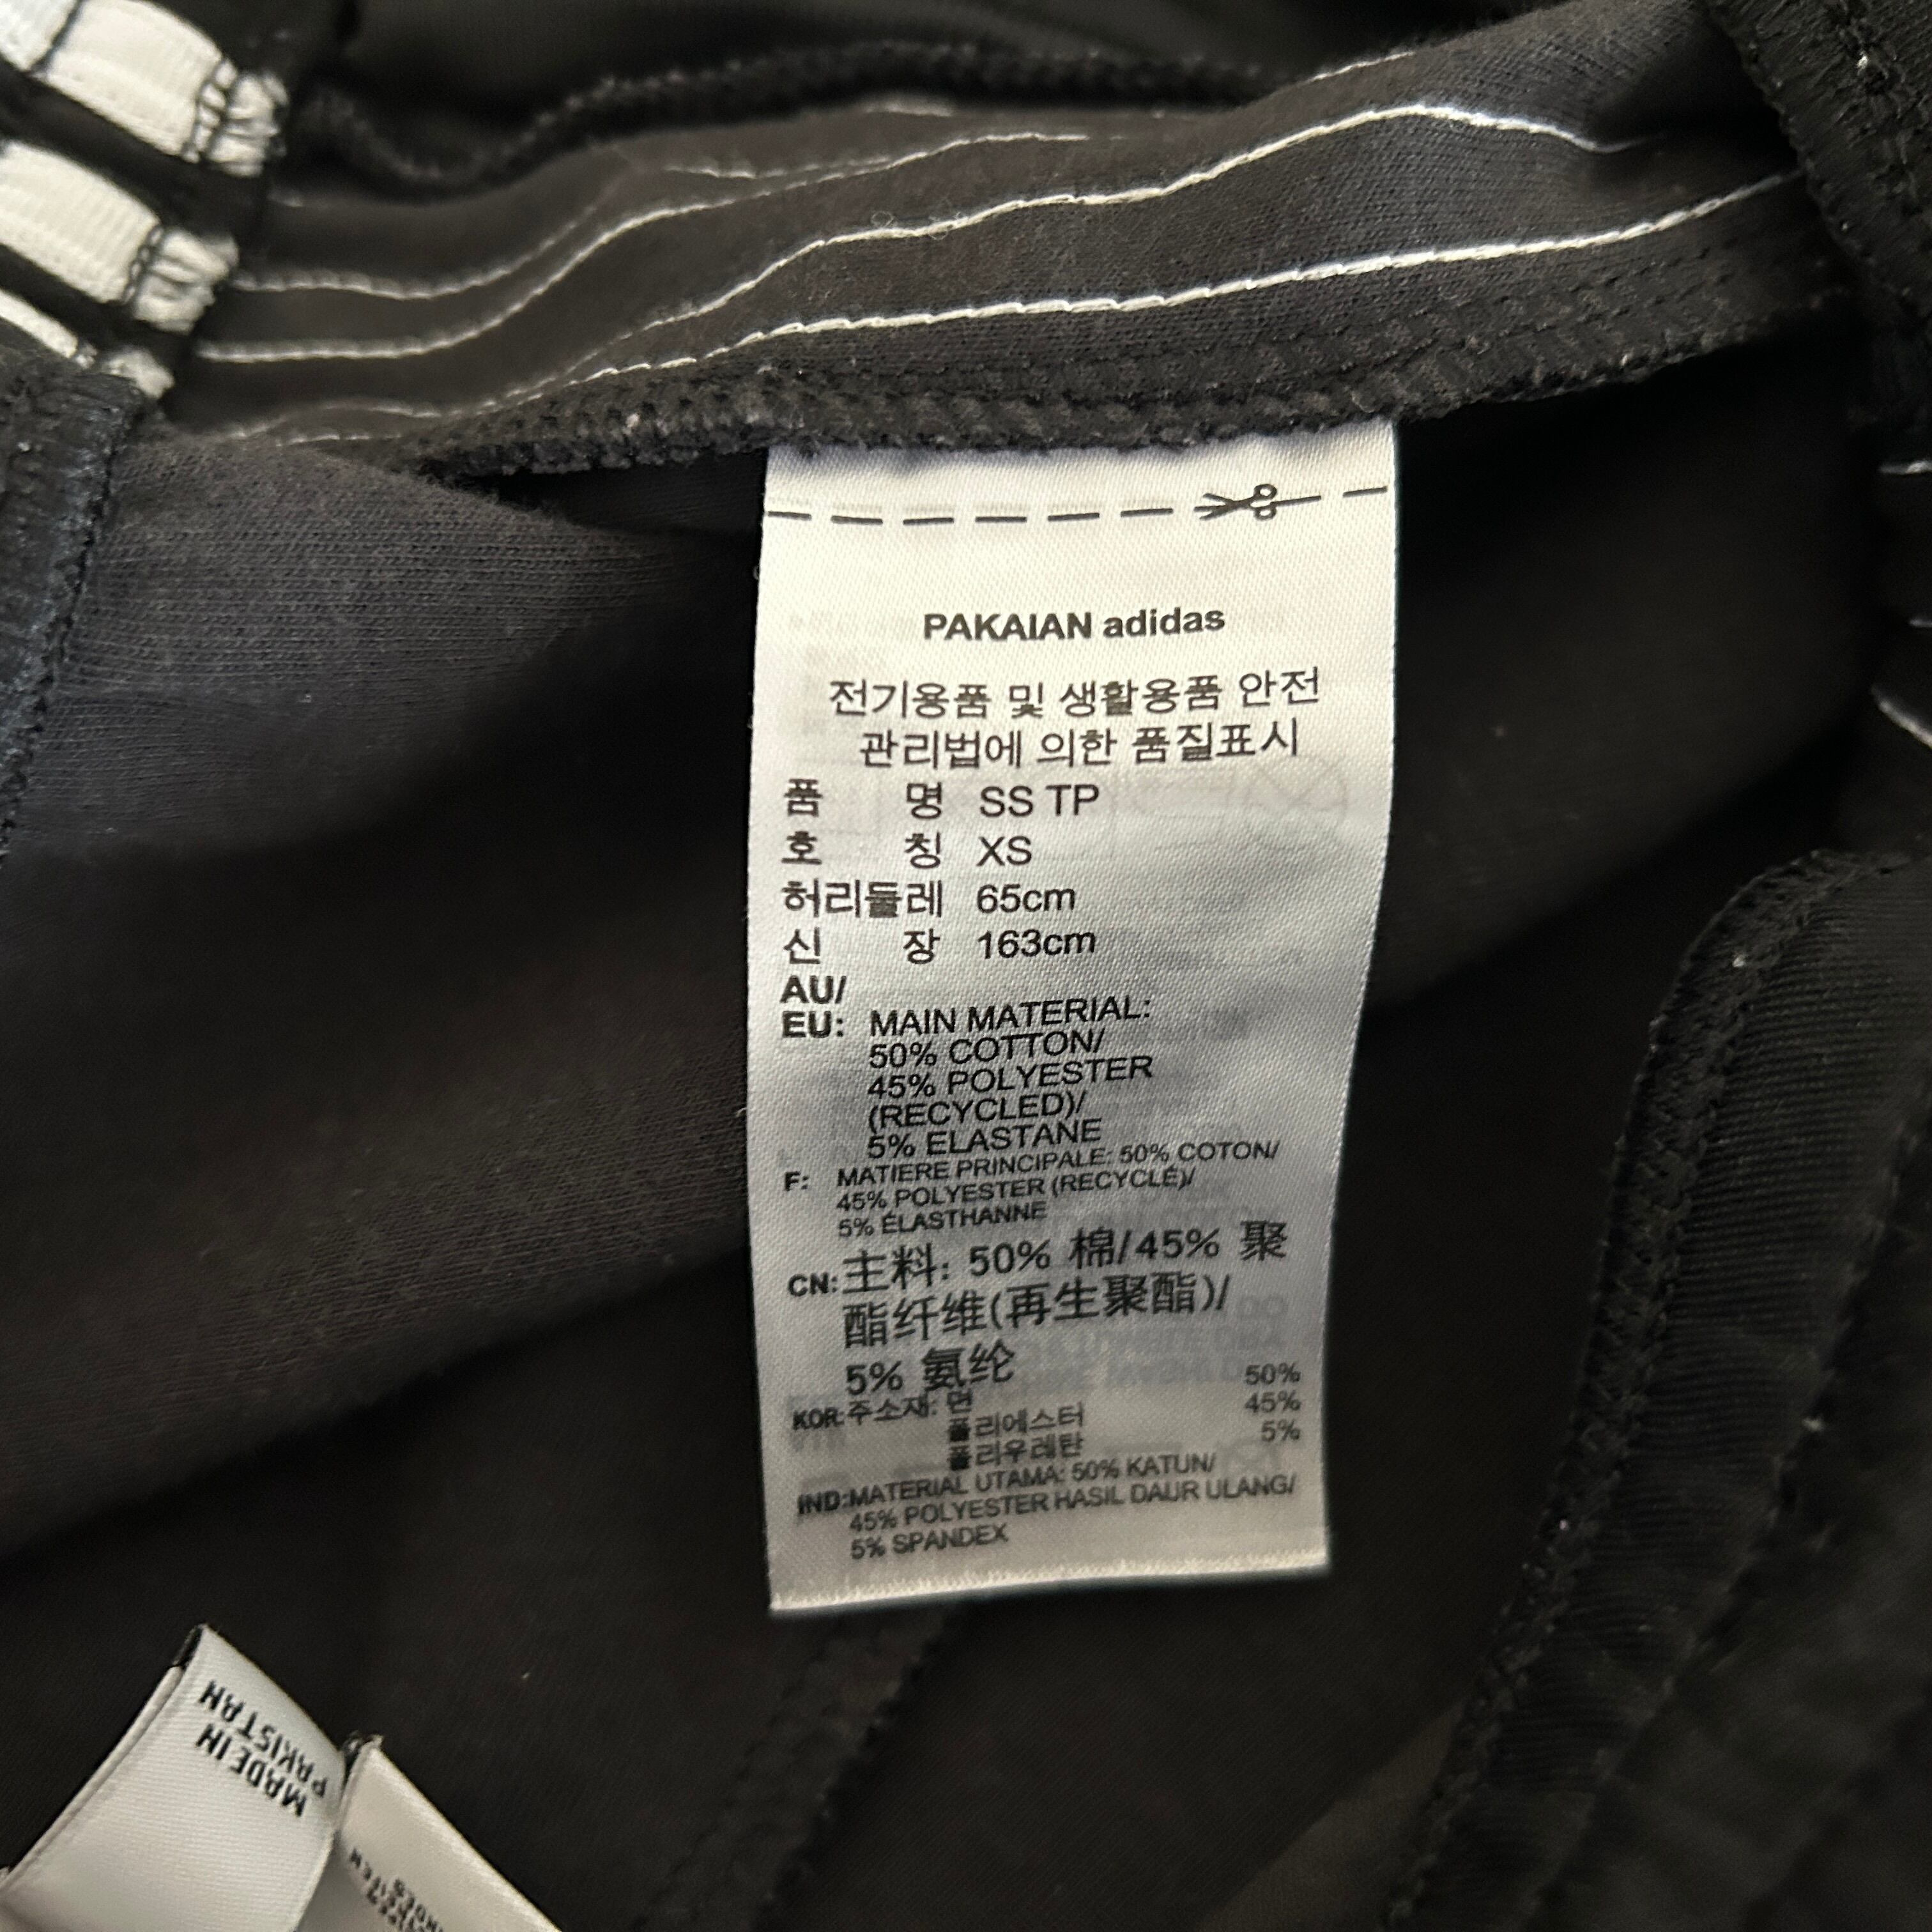 PAKAIAN adidas
전기용품 및 생활용품 안전
관리법에 의한 품질표시
품 명 SS TP
호 칭 XS
허리둘레 65cm
신 장 163cm
AU/
EU: MAIN MATERIAL:
50% COTTON/
45% POLYESTER
(RECYCLED)/
5% ELASTANE
F: MATIERE PRINCIPALE: 50% COTON/
45% POLYESTER (RECYCLÉ)/
5% ÉLASTHANNE
CN:主料: 50% 棉/45% 聚
酯纤维(再生聚酯)/
5% 氨纶
KOR:주소재: 면 50%
폴리에스터 45%
폴리우레탄 5%
IND:MATERIAL UTAMA: 50% KATUN/
45% POLYESTER HASIL DAUR ULANG/
5% SPANDEX
MADE IN
PAKISTAN